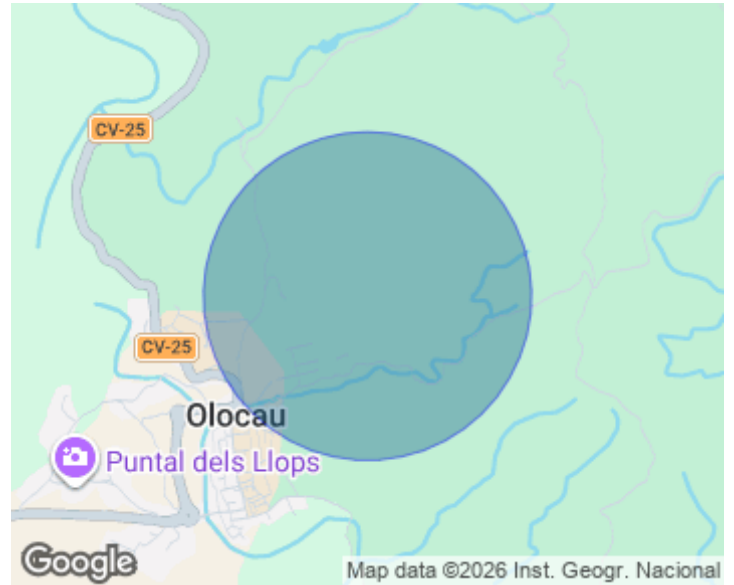 CV-25
CV-25
Olocau
Puntal dels Llops
Google
Map data ©2026 Inst. Geogr. Nacional